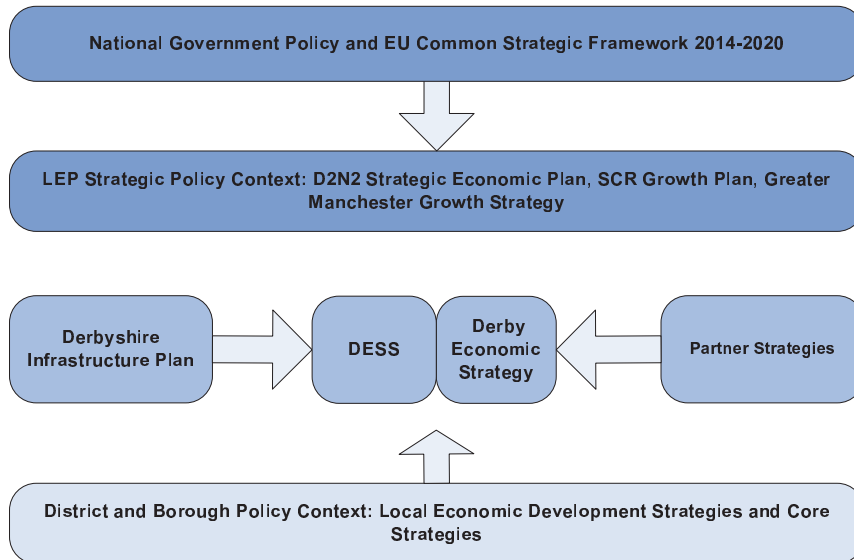 National Government Policy and EU Common Strategic Framework 2014-2020
LEP Strategic Policy Context: D2N2 Strategic Economic Plan, SCR Growth Plan, Greater
Manchester Growth Strategy
Derbyshire
Infrastructure Plan
DESS
Derby
Economic
Strategy
Partner Strategies
District and Borough Policy Context: Local Economic Development Strategies and Core
Strategies